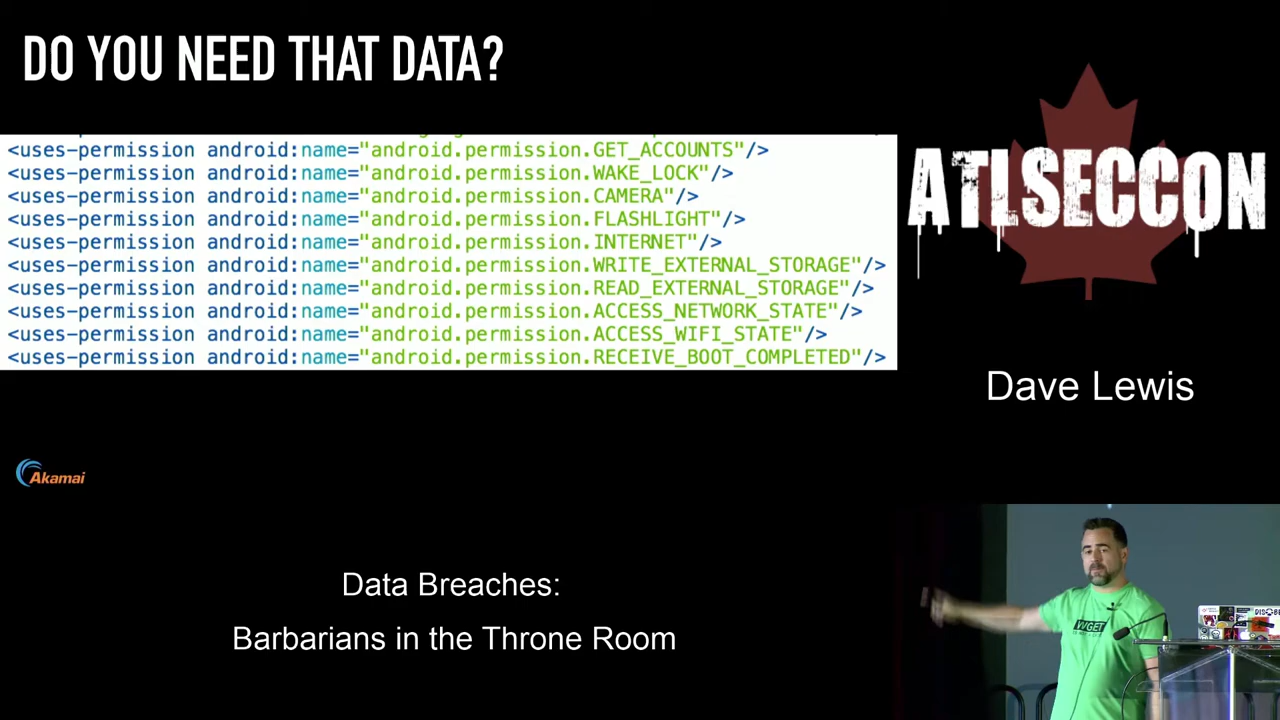 DO YOU NEED THAT DATA?
<uses-permission android:name="android.permission.GET_ACCOUNTS"/>
<uses-permission android:name="android.permission.WAKE_LOCK"/>
<uses-permission android:name="android.permission.CAMERA"/>
<uses-permission android:name="android.permission.FLASHLIGHT"/>
<uses-permission android:name="android.permission.INTERNET"/>
<uses-permission android:name="android.permission.WRITE_EXTERNAL_STORAGE"/>
<uses-permission android:name="android.permission.READ_EXTERNAL_STORAGE"/>
<uses-permission android:name="android.permission.ACCESS_NETWORK_STATE"/>
<uses-permission android:name="android.permission.ACCESS_WIFI_STATE"/>
<uses-permission android:name="android.permission.RECEIVE_BOOT_COMPLETED"/>
ATLSECCON
Dave Lewis
Akamai
Data Breaches:
Barbarians in the Throne Room
WGET